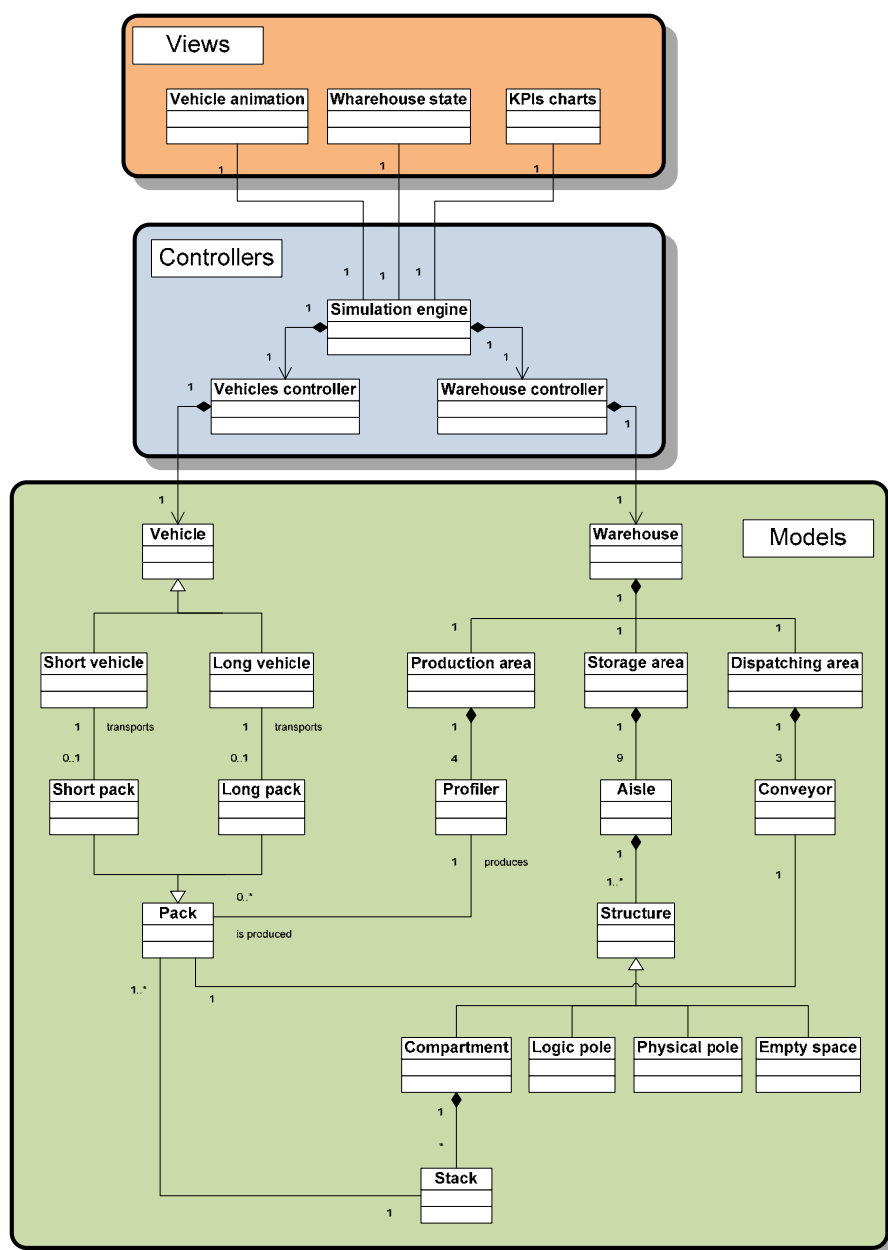 Views
Vehicle animation
Wharehouse state
KPIs charts
1
1
1
Controllers
1
1
1
Simulation engine
1
1
1
1
Vehicles controller
Warehouse controller
1
1
1
1
Models
Vehicle
Warehouse
1
1
1
1
Short vehicle
Long vehicle
Production area
Storage area
Dispatching area
1
transports
1
transports
1
1
1
0..1
0..1
4
9
3
Short pack
Long pack
Profiler
Aisle
Conveyor
1
produces
1
1
0..*
1..*
Pack
Structure
is produced
1..*
1
Compartment
Logic pole
Physical pole
Empty space
1
*
Stack
1